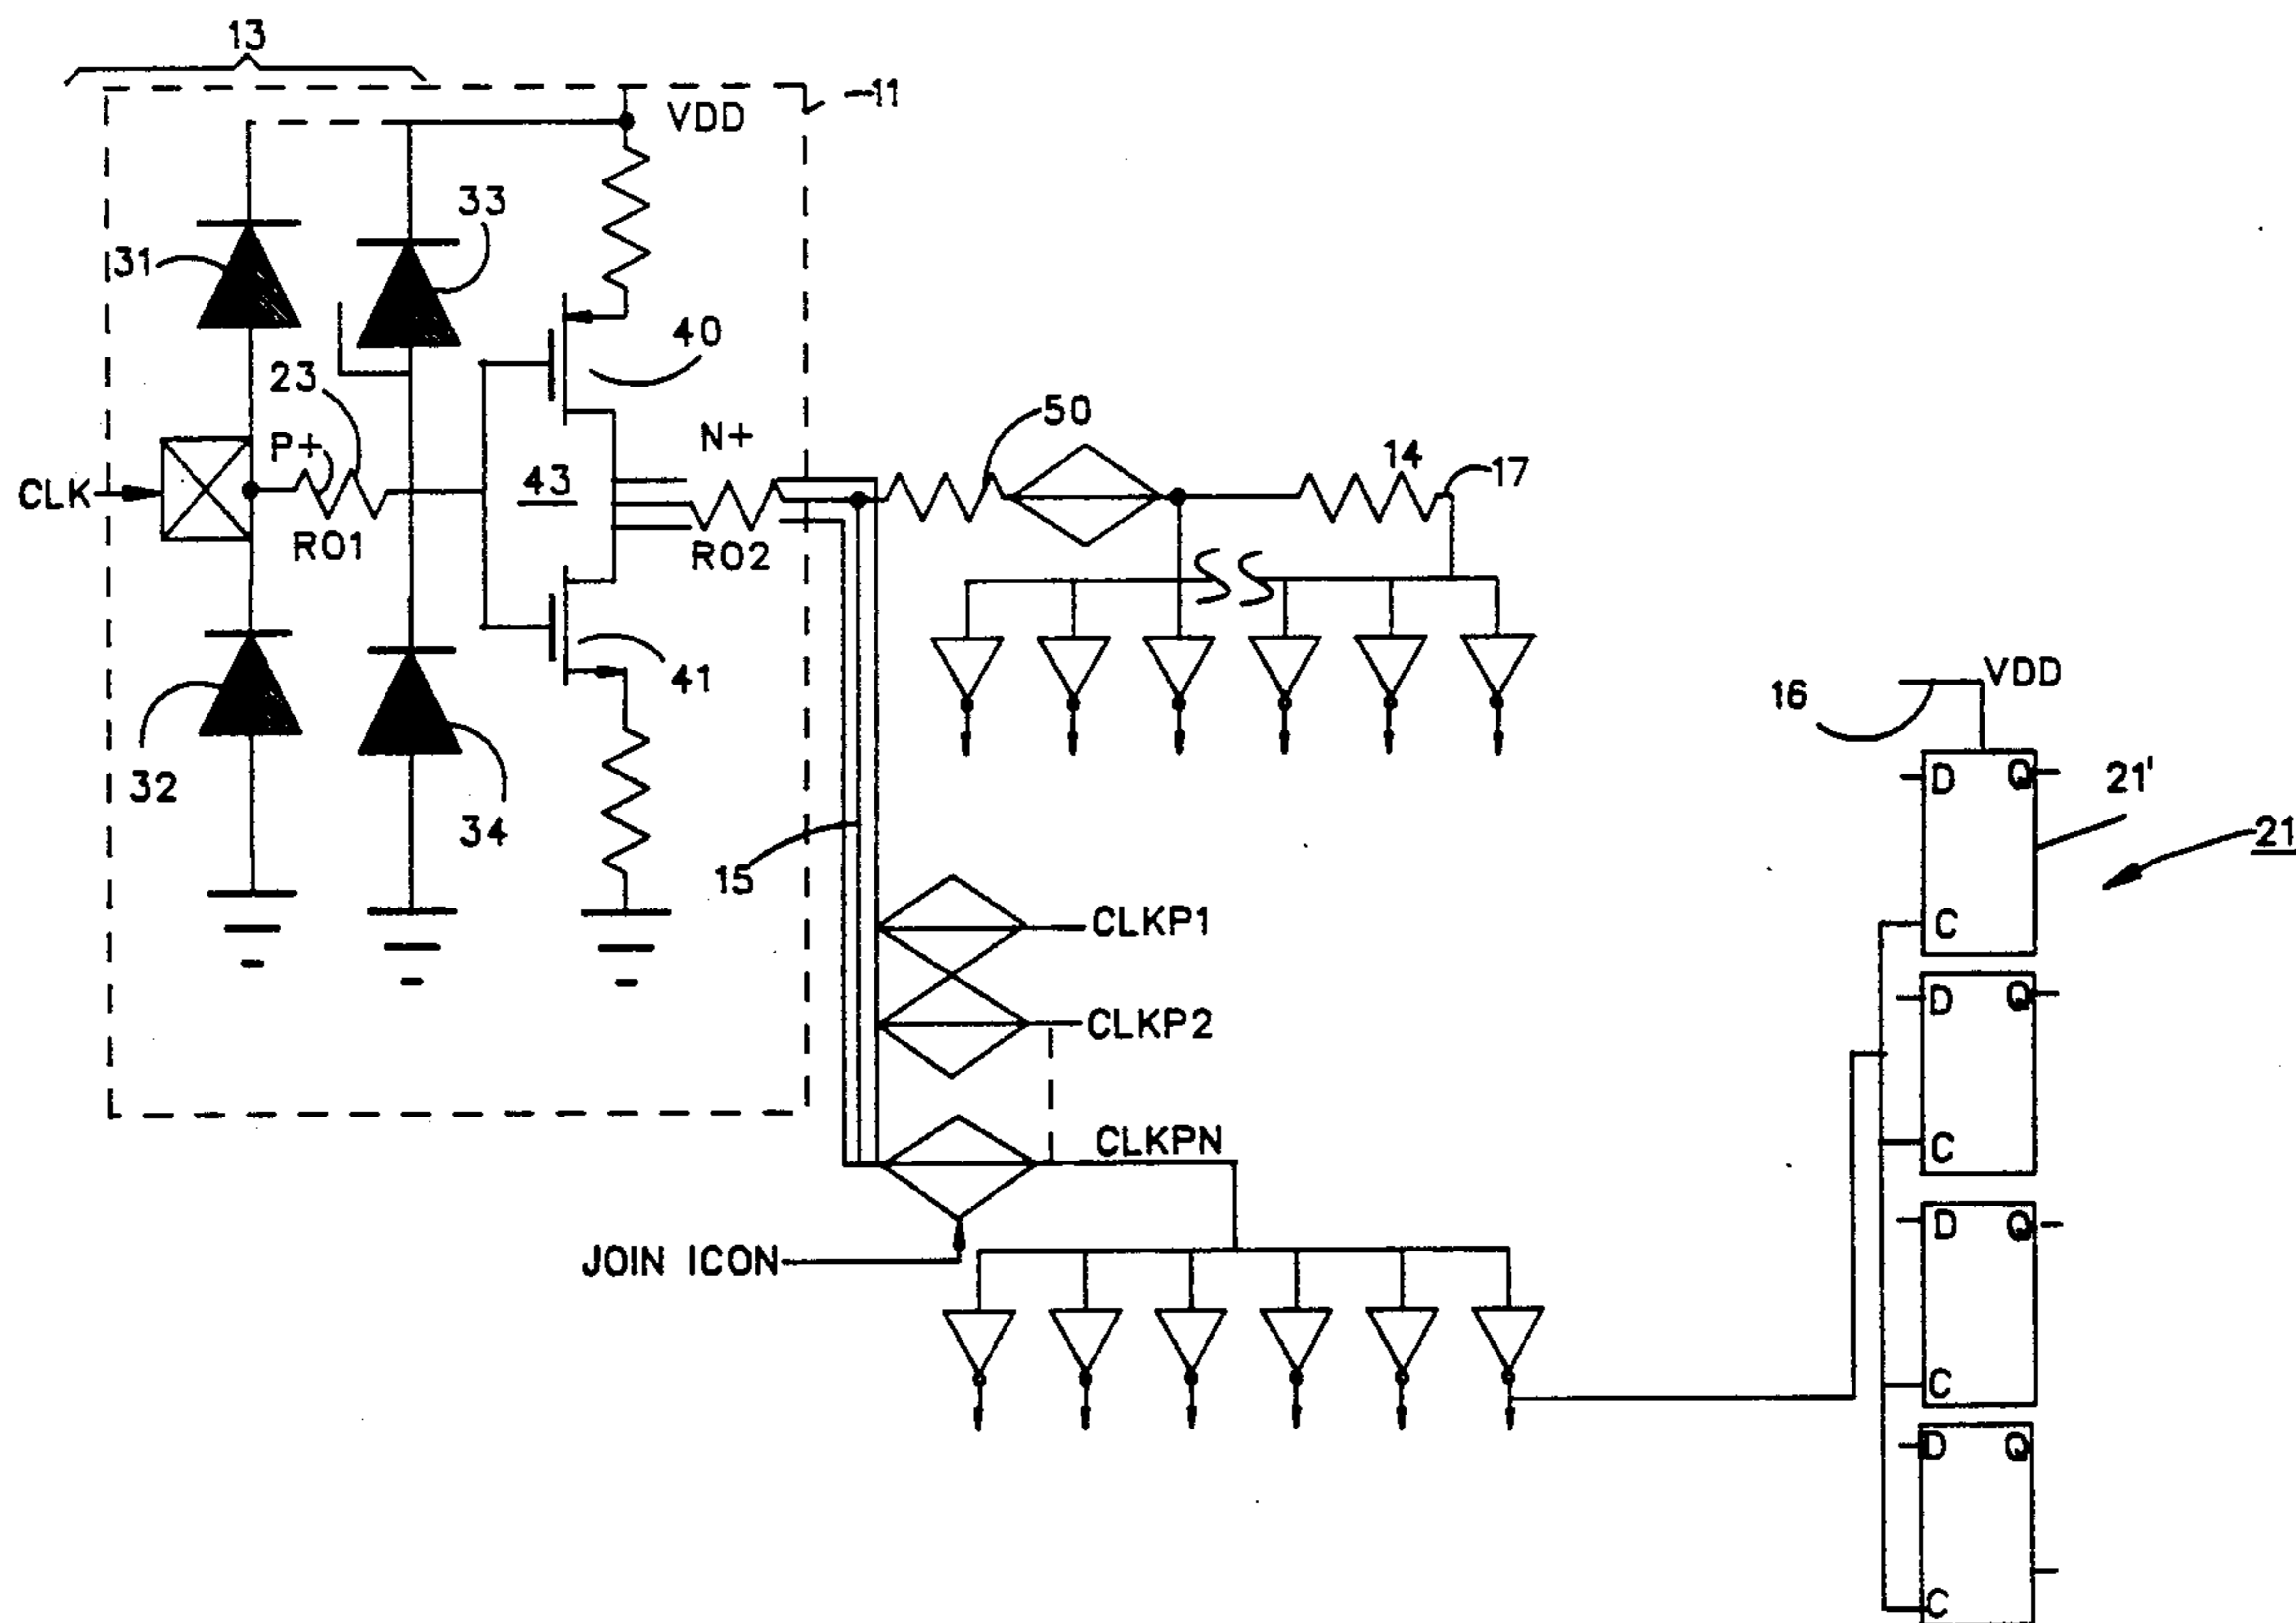 13
11
VDD
33
31
40
23
50
P+
N+
14
17
CLK
43
RO1
RO2
VDD
16
41
D Q
21'
32
34
21
15
C
CLKP1
D Q
CLKP2
CLKPN
C
D Q
JOIN ICON
C
D Q
C